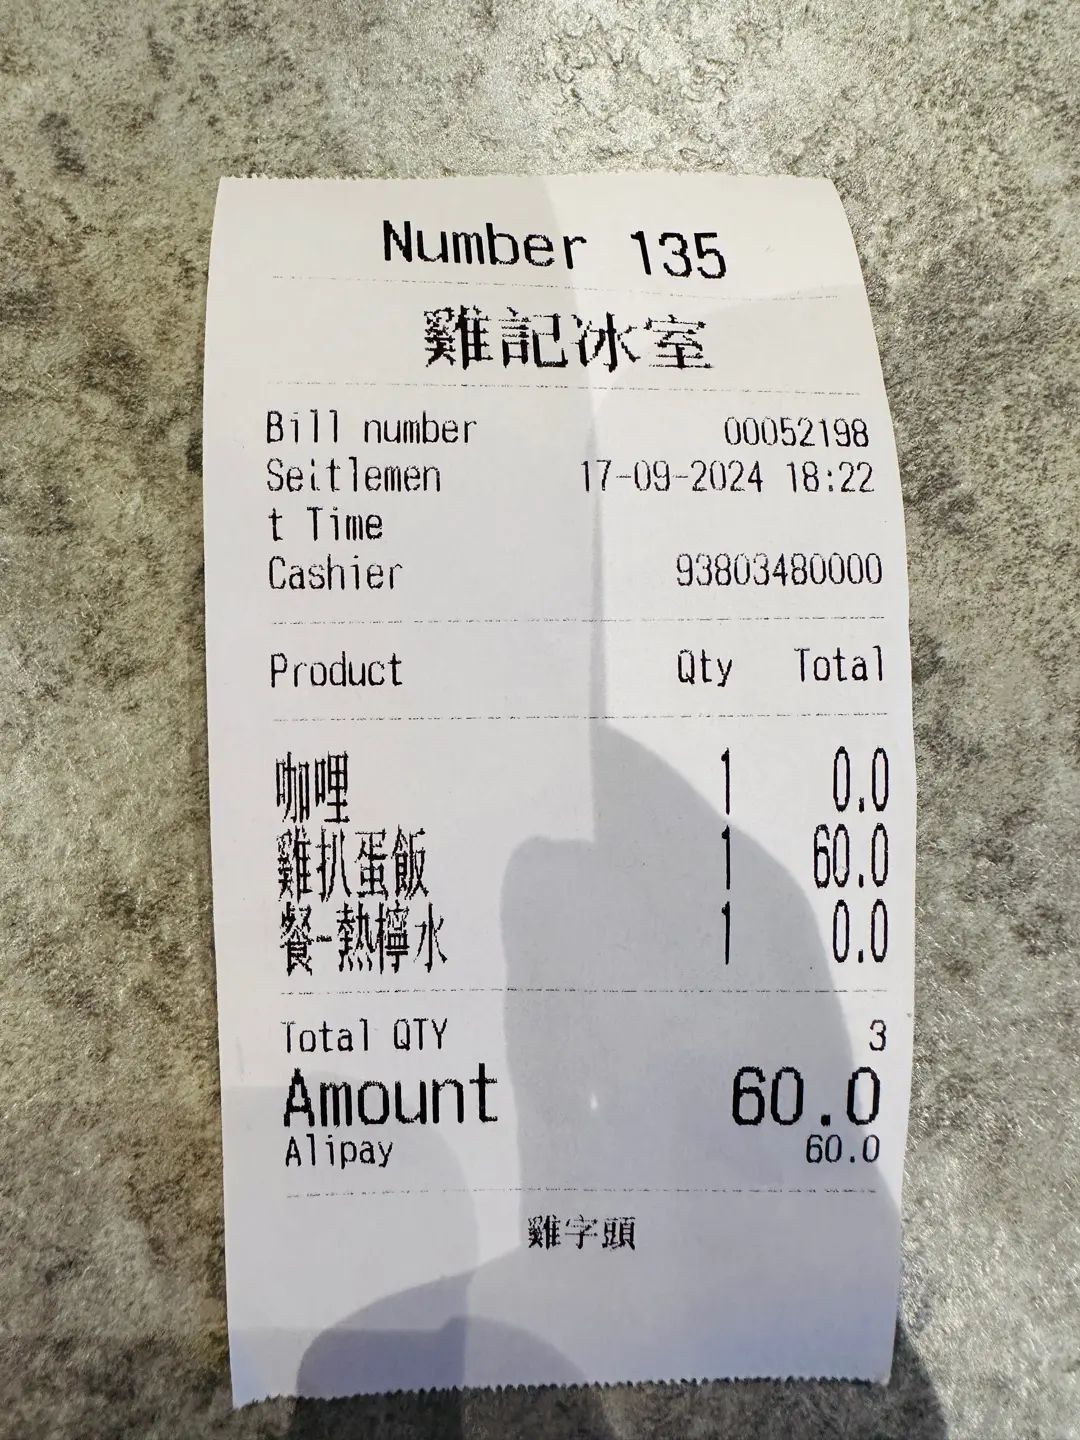 Number 135
雞記冰室
Bill number 00052198
Settlemen 17-09-2024 18:22
t Time
Cashier 93803480000
Product Qty Total
咖哩 1 0.0
雞扒蛋飯 1 60.0
餐-熱檸水 1 0.0
Total QTY 3
Amount 60.0
Alipay 60.0
雞字頭